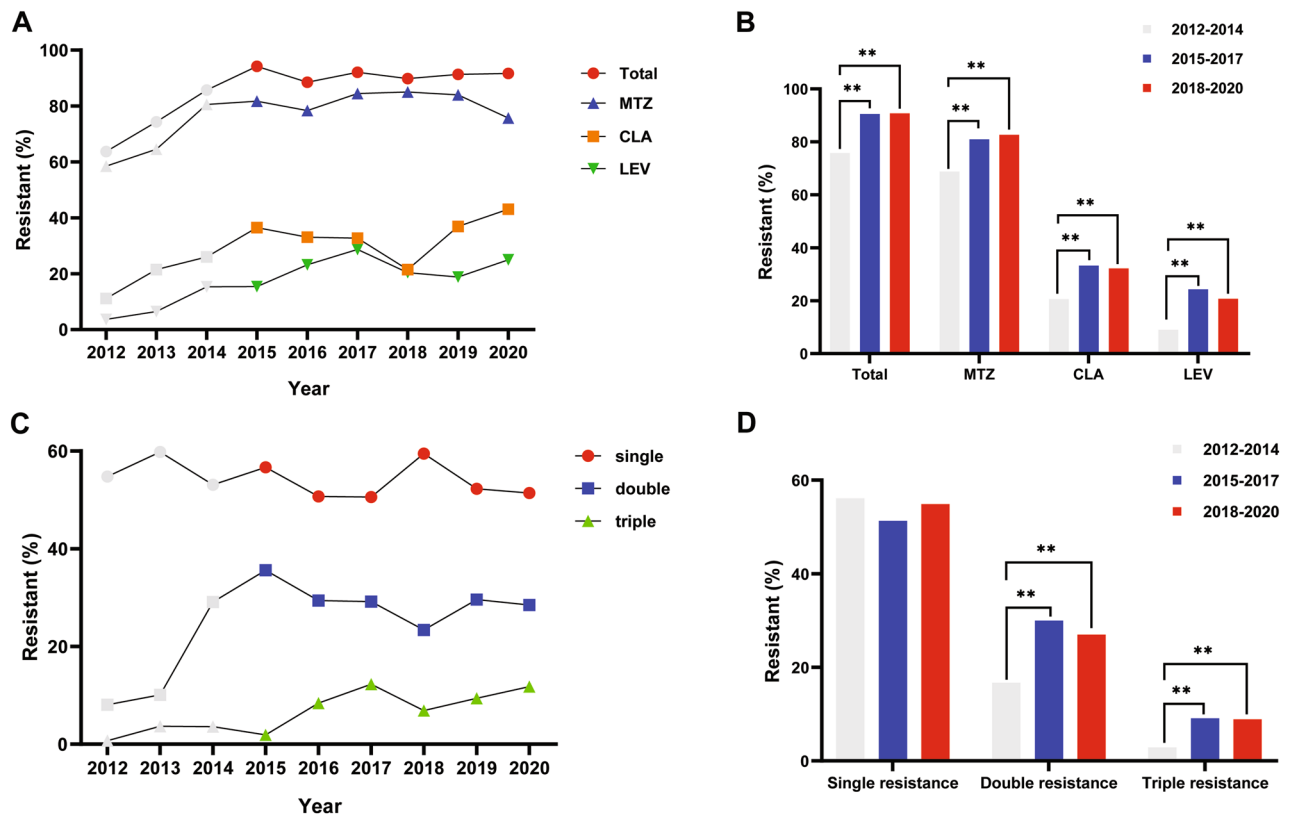 A
Resistant (%)
100
80
60
40
20
0
2012 2013 2014 2015 2016 2017 2018 2019 2020
Year
Total
MTZ
CLA
LEV
B
2012-2014
2015-2017
2018-2020
Resistant (%)
100
80
60
40
20
0
** ** ** ** ** ** ** **
Total MTZ CLA LEV
C
Resistant (%)
60
40
20
0
2012 2013 2014 2015 2016 2017 2018 2019 2020
Year
single
double
triple
D
2012-2014
2015-2017
2018-2020
Resistant (%)
60
40
20
0
** ** ** **
Single resistance Double resistance Triple resistance